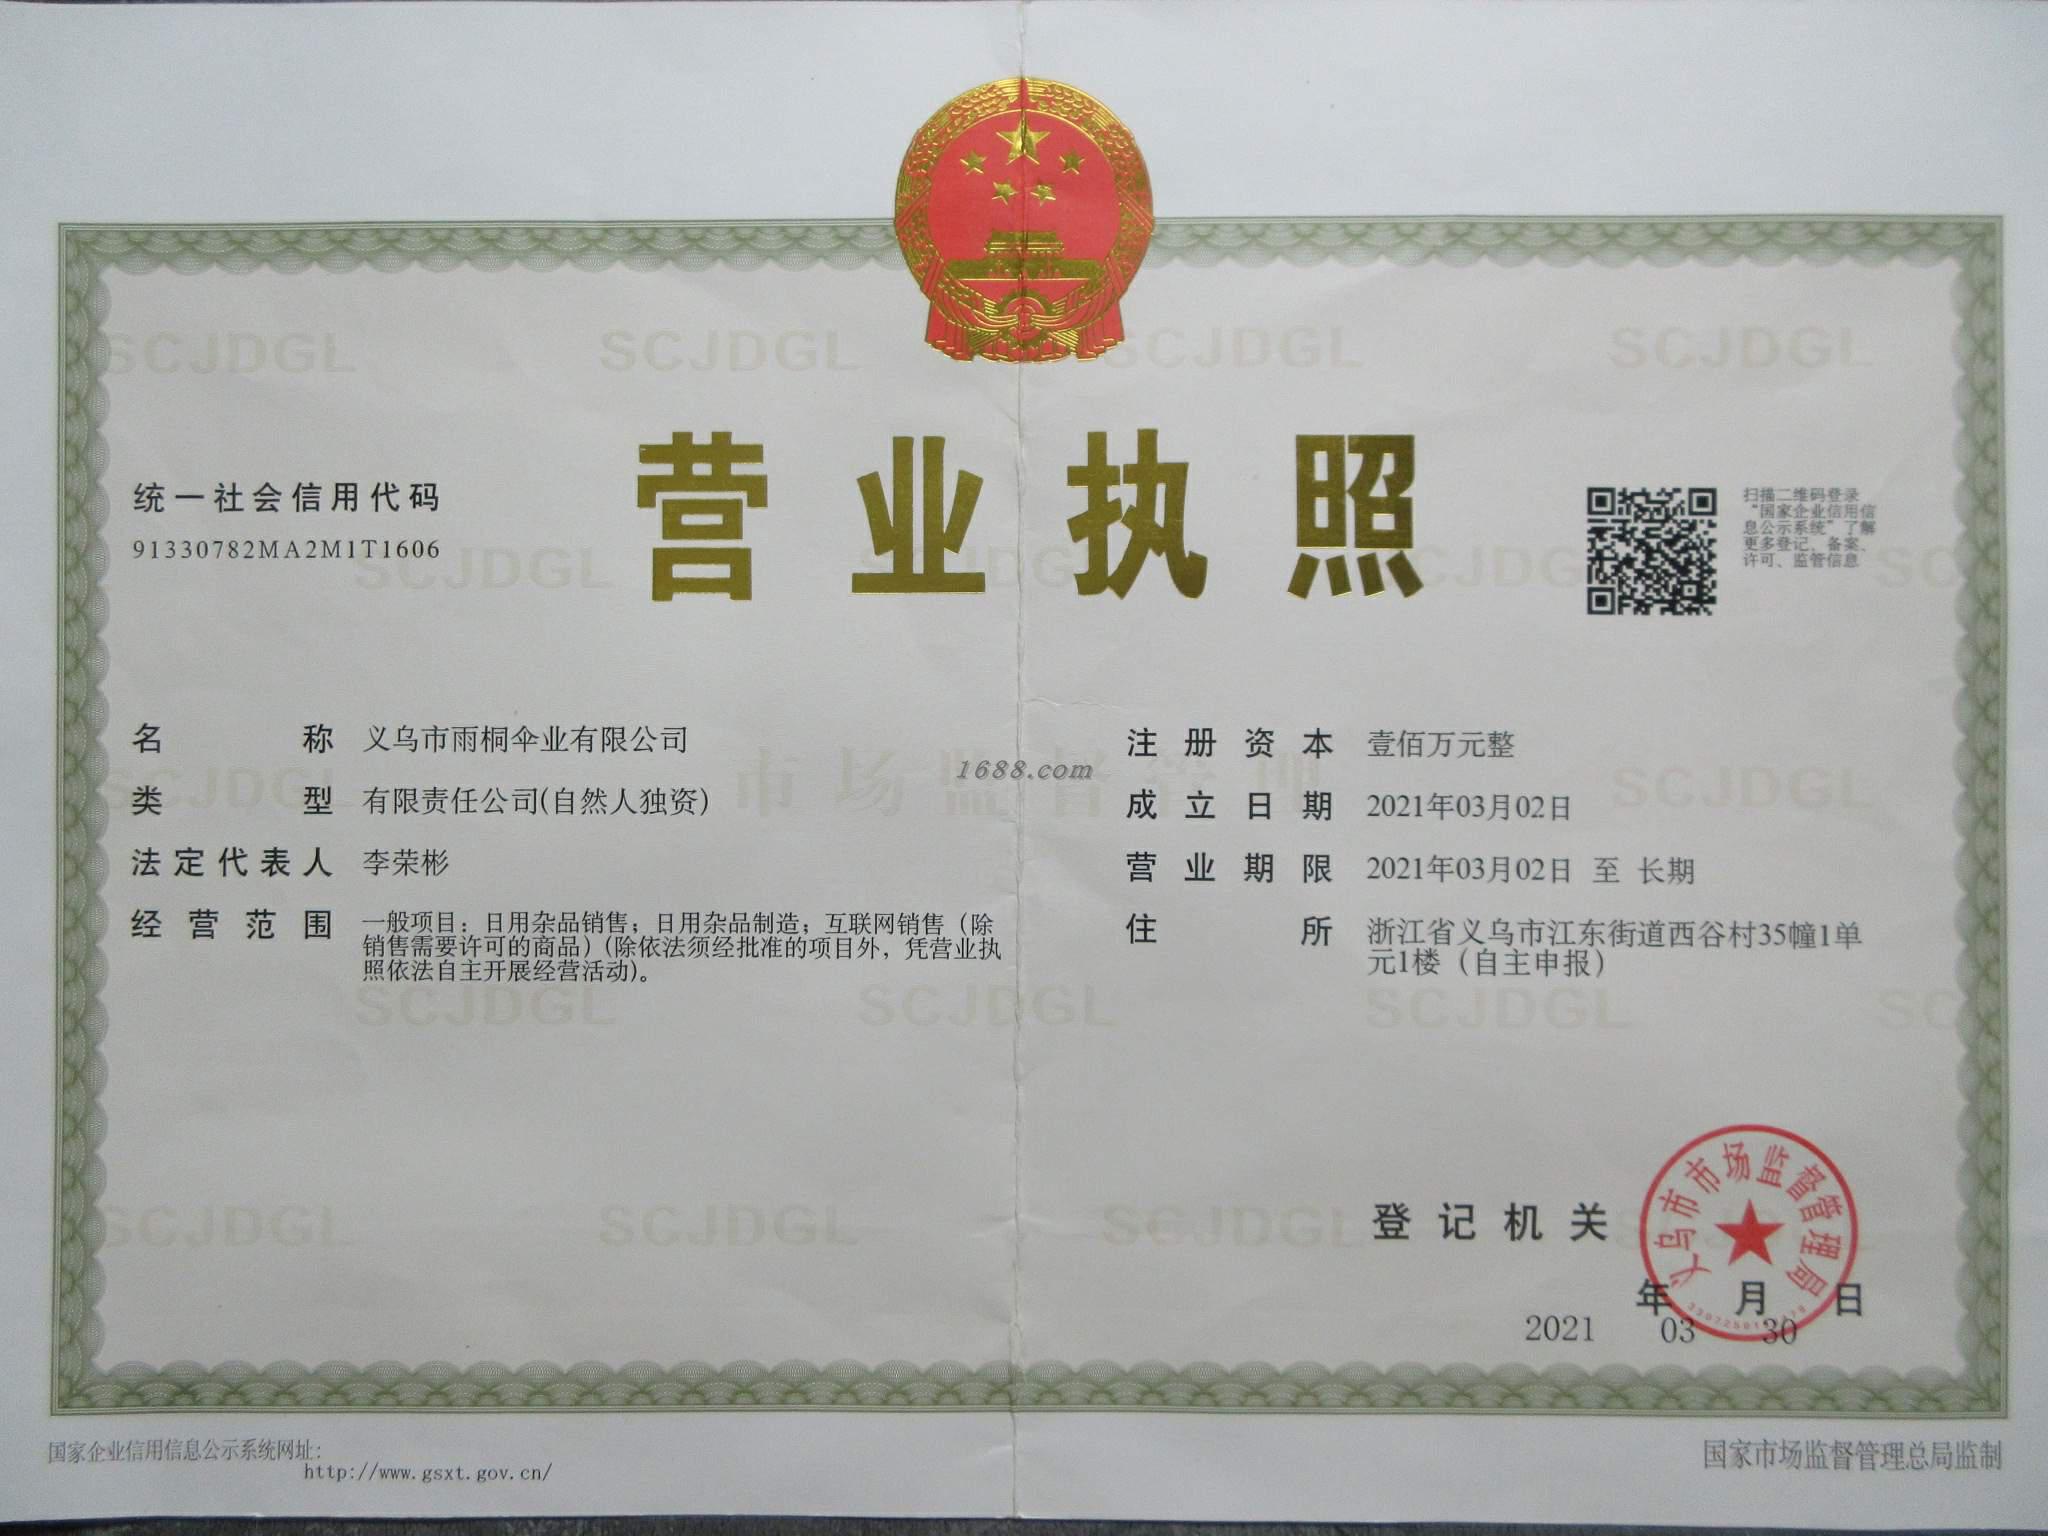 营业执照
统一社会信用代码
91330782MA2M1T1606
扫描二维码登录
“国家企业信用信
息公示系统”了解
更多登记、备案、
许可、监管信息
名称 义乌市雨桐伞业有限公司
类型 有限责任公司(自然人独资)
法定代表人 李荣彬
经营范围 一般项目：日用杂品销售；日用杂品制造；互联网销售（除
销售需要许可的商品）(除依法须经批准的项目外，凭营业执
照依法自主开展经营活动)。
注册资本 壹佰万元整
成立日期 2021年03月02日
营业期限 2021年03月02日 至 长期
住所 浙江省义乌市江东街道西谷村35幢1单
元1楼（自主申报）
1688.com
市场监督管理
SCJDGL SCJDGL SCJDGL SCJDGL
登记机关
义乌市市场监督管理局
年 月 日
2021 03 30
国家企业信用信息公示系统网址：
http://www.gsxt.gov.cn/
国家市场监督管理总局监制